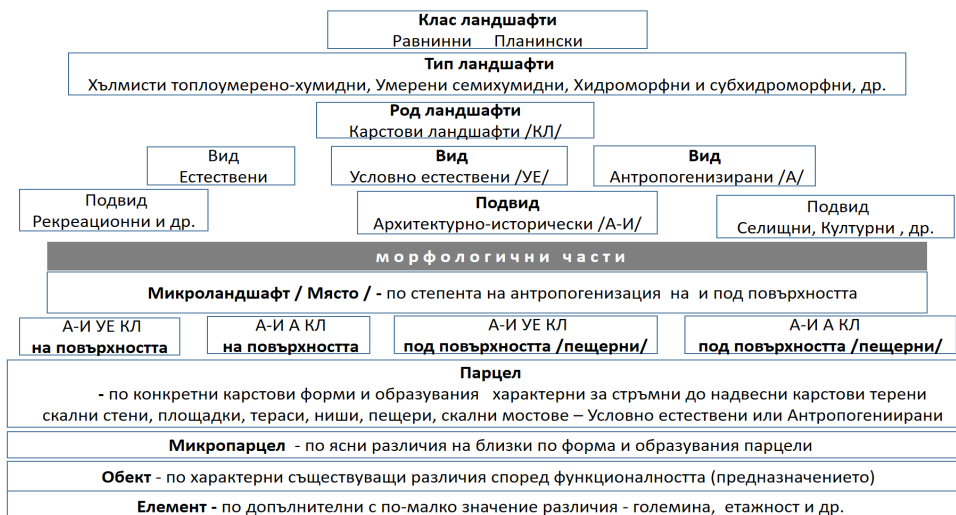 Клас ландшафти
Равнинни Планински
Тип ландшафти
Хълмисти топлоумерено-хумидни, Умерени семихумидни, Хидроморфни и субхидроморфни, др.
Род ландшафти
Карстови ландшафти /КЛ/
Вид
Естествени
Вид
Условно естествени /УЕ/
Вид
Антропогенизирани /А/
Подвид
Рекреационни и др.
Подвид
Архитектурно-исторически /А-И/
Подвид
Селищни, Културни , др.
морфологични части
Микроландшафт / Място / - по степента на антропогенизация на и под повърхността
А-И УЕ КЛ
на повърхността
А-И А КЛ
на повърхността
А-И УЕ КЛ
под повърхността /пещерни/
А-И А КЛ
под повърхността /пещерни/
Парцел
- по конкретни карстови форми и образувания характерни за стръмни до надвесни карстови терени
скални стени, площадки, тераси, ниши, пещери, скални мостове – Условно естествени или Антропогениирани
Микропарцел - по ясни различия на близки по форма и образувания парцели
Обект - по характерни съществуващи различия според функционалността (предназначението)
Елемент - по допълнителни с по-малко значение различия - големина, етажност и др.